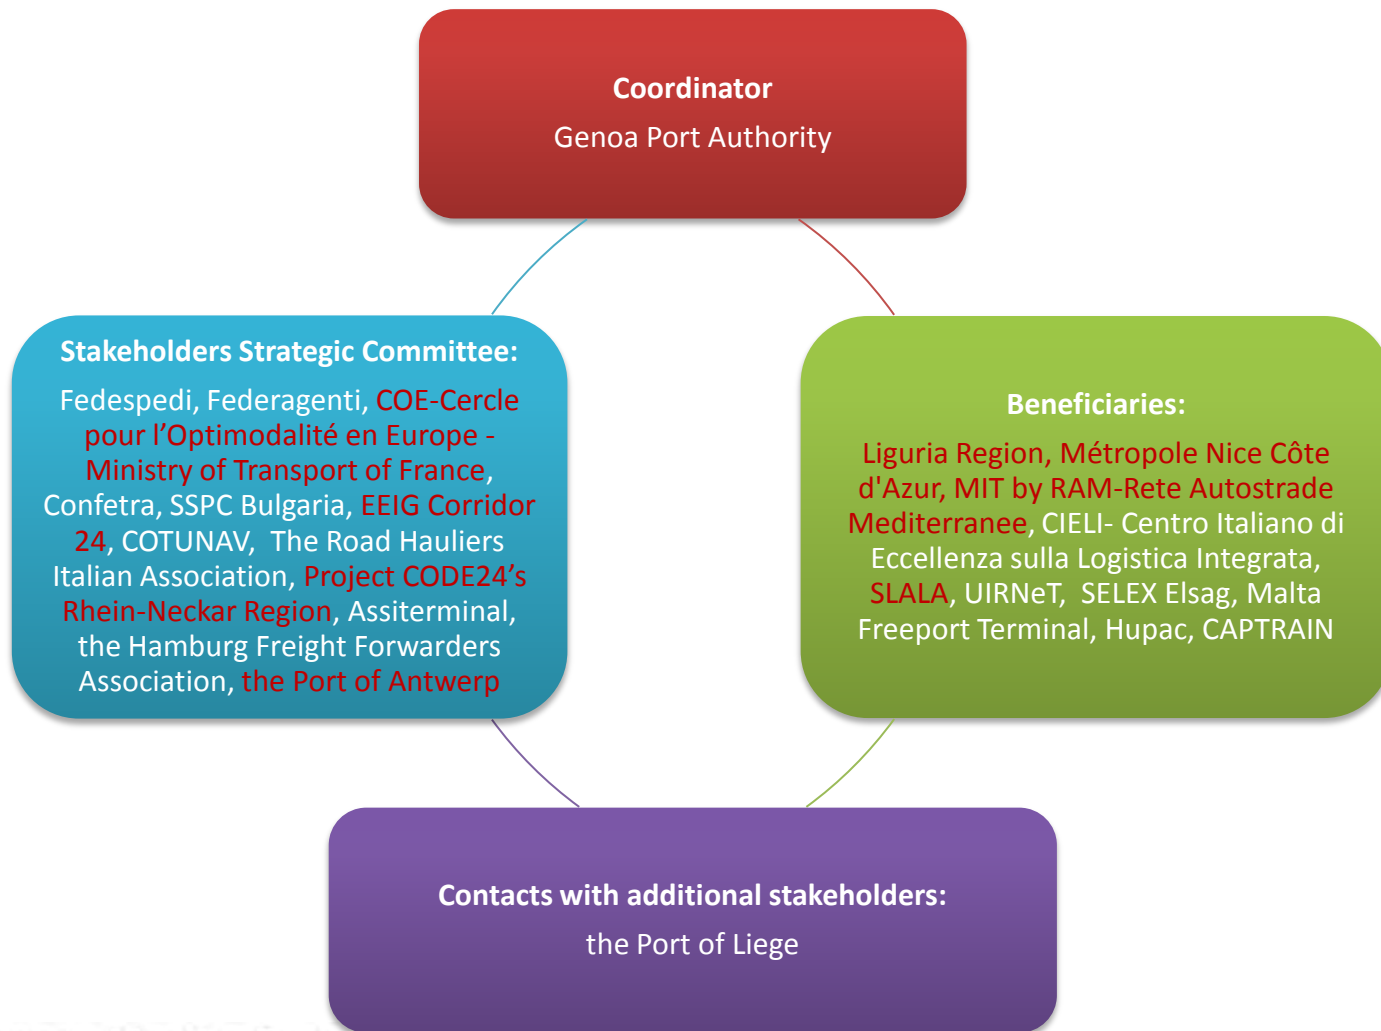 Coordinator
Genoa Port Authority
Stakeholders Strategic Committee:
Fedespedi, Federagenti, COE-Cercle
pour l’Optimodalité en Europe -
Ministry of Transport of France,
Confetra, SSPC Bulgaria, EEIG Corridor
24, COTUNAV, The Road Hauliers
Italian Association, Project CODE24’s
Rhein-Neckar Region, Assiterminal,
the Hamburg Freight Forwarders
Association, the Port of Antwerp
Beneficiaries:
Liguria Region, Métropole Nice Côte
d'Azur, MIT by RAM-Rete Autostrade
Mediterranee, CIELI- Centro Italiano di
Eccellenza sulla Logistica Integrata,
SLALA, UIRNeT, SELEX Elsag, Malta
Freeport Terminal, Hupac, CAPTRAIN
Contacts with additional stakeholders:
the Port of Liege